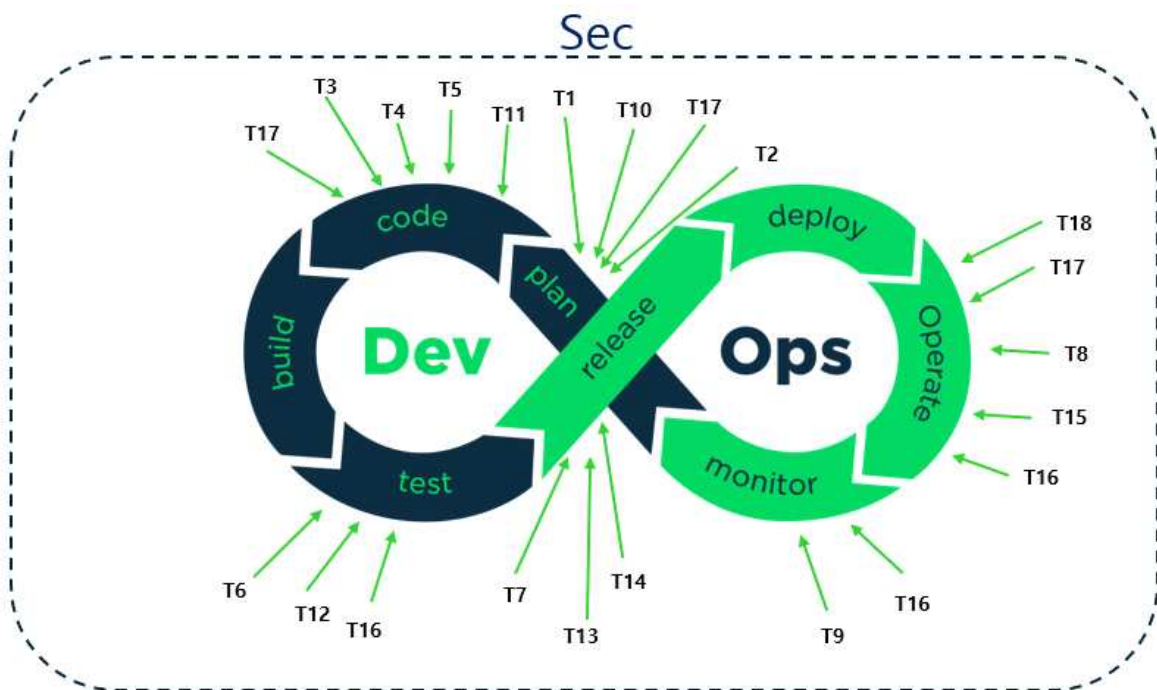 Sec
T3
T5
T1
T4
T10
T17
T11
T17
T2
code
deploy
T18
T17
plan
build
Dev
release
Ops
Operate
T8
T15
test
monitor
T16
T6
T7
T14
T12
T16
T13
T16
T9